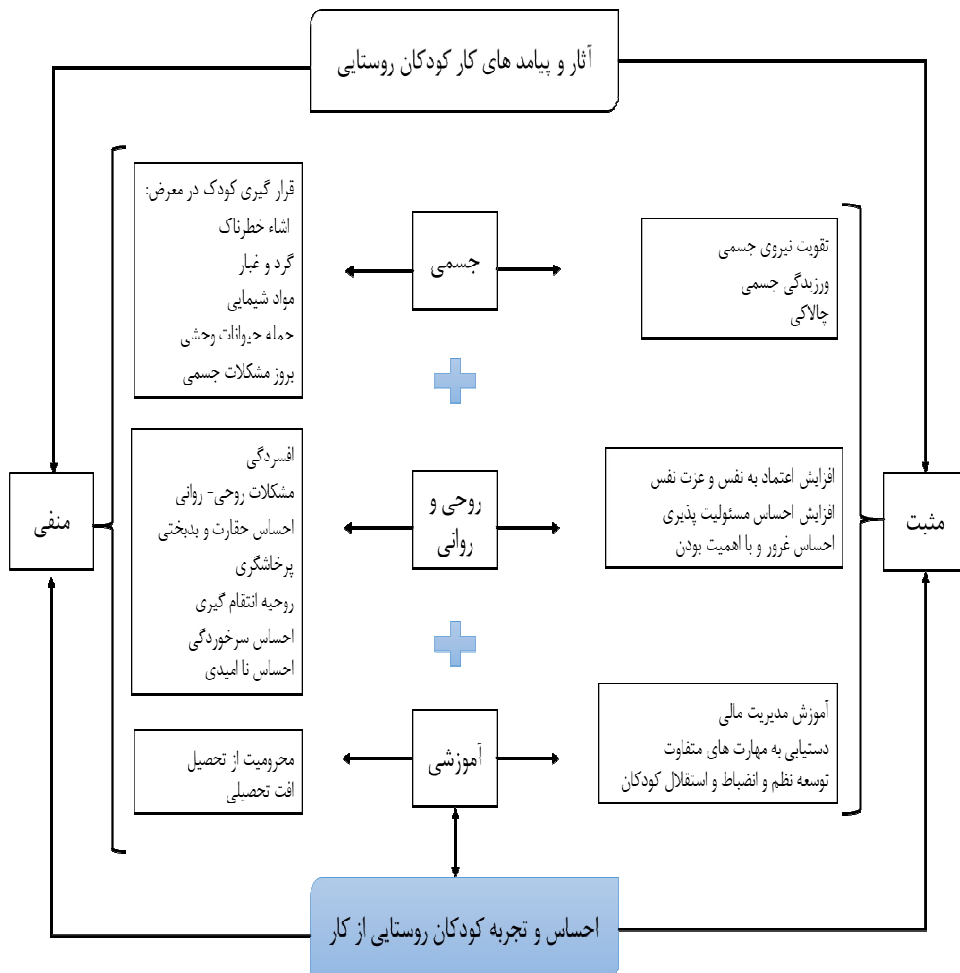 آثار و پیامد های کار کودکان روستایی
مثبت
تقویت نیروی جسمی
ورزیدگی جسمی
چالاکی
جسمی
قرار گیری کودک در معرض:
اشاء خطرناک
گرد و غبار
مواد شیمایی
حمله حیوانات وحشی
بروز مشکلات جسمی
افزایش اعتماد به نفس و عزت نفس
افزایش احساس مسئولیت پذیری
احساس غرور و با اهمیت بودن
روحی و
روانی
افسردگی
مشکلات روحی- روانی
احساس حقارت و بدبختی
پرخاشگری
روحیه انتقام گیری
احساس سرخوردگی
احساس نا امیدی
منفی
آموزش مدیریت مالی
دستیابی به مهارت های متفاوت
توسعه نظم و انضباط و استقلال کودکان
آموزشی
محرومیت از تحصیل
افت تحصیلی
احساس و تجربه کودکان روستایی از کار